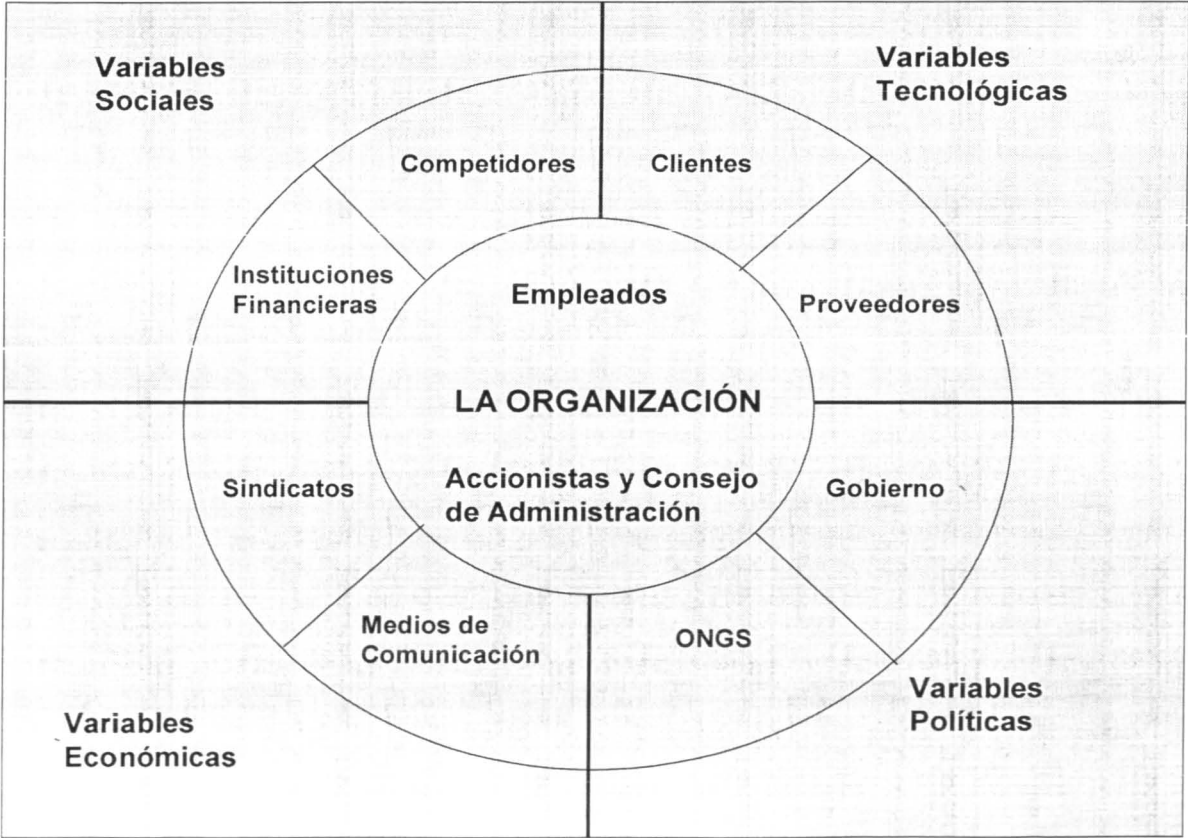 Variables
Sociales
Variables
Tecnológicas
Competidores
Clientes
Instituciones
Financieras
Empleados
Proveedores
LA ORGANIZACIÓN
Sindicatos
Accionistas y Consejo
de Administración
Gobierno
Medios de
Comunicación
ONGS
Variables
Económicas
Variables
Políticas